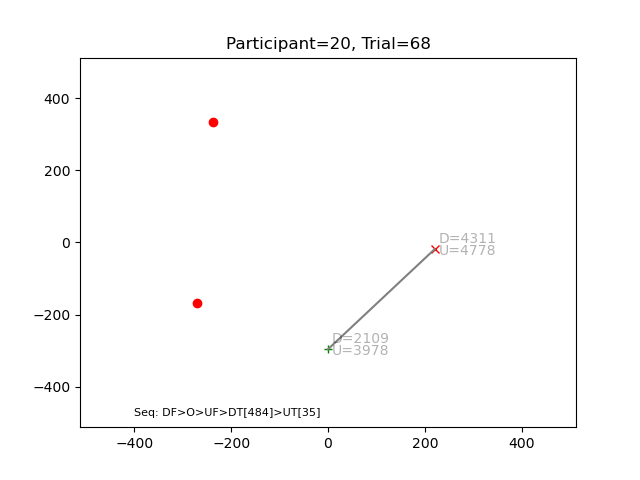 Participant=20, Trial=68
400
200
0
−200
−400
D=4311
U=4778
D=2109
U=3978
Seq: DF>O>UF>DT[484]>UT[35]
−400 −200 0 200 400